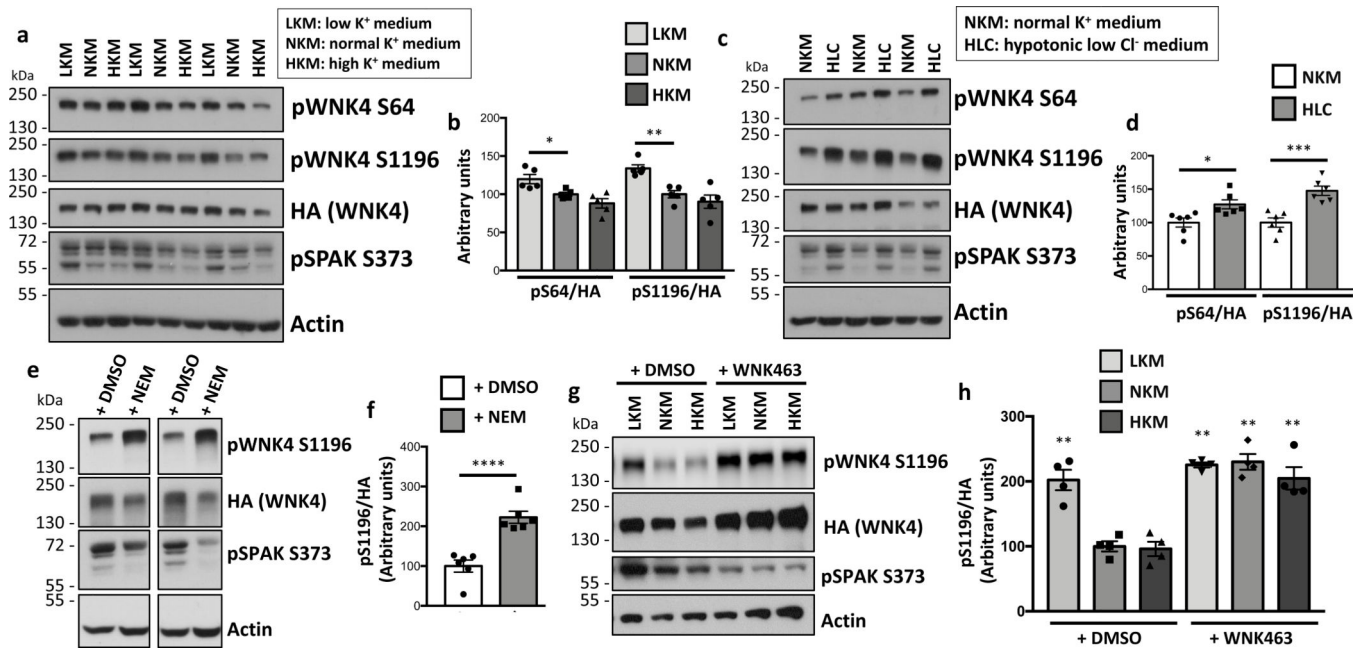 a
LKM: low K⁺ medium
NKM: normal K⁺ medium
HKM: high K⁺ medium
kDa
LKM NKM HKM LKM NKM HKM LKM NKM HKM
250 -
130 -
pWNK4 S64
250 -
130 -
pWNK4 S1196
250 -
130 -
HA (WNK4)
72 -
55 -
pSPAK S373
25 -
Actin
b
LKM
NKM
HKM
Arbitrary units
200
150
100
50
0
*
**
pS64/HA pS1196/HA
c
NKM: normal K⁺ medium
HLC: hypotonic low Cl⁻ medium
kDa
NKM HLC NKM HLC NKM HLC
250 -
130 -
pWNK4 S64
250 -
130 -
pWNK4 S1196
250 -
130 -
HA (WNK4)
72 -
55 -
pSPAK S373
55 -
Actin
d
NKM
HLC
Arbitrary units
200
150
100
50
0
*
***
pS64/HA pS1196/HA
e
kDa
+ DMSO + NEM + DMSO + NEM
250 -
130 -
pWNK4 S1196
250 -
130 -
HA (WNK4)
72 -
55 -
pSPAK S373
55 -
Actin
f
+ DMSO
+ NEM
pS1196/HA
(Arbitrary units)
400
300
200
100
0
****
g
+ DMSO + WNK463
kDa
LKM NKM HKM LKM NKM HKM
250 -
130 -
pWNK4 S1196
250 -
130 -
HA (WNK4)
72 -
55 -
pSPAK S373
55 -
Actin
h
LKM
NKM
HKM
pS1196/HA
(Arbitrary units)
300
200
100
0
** ** ** **
+ DMSO + WNK463